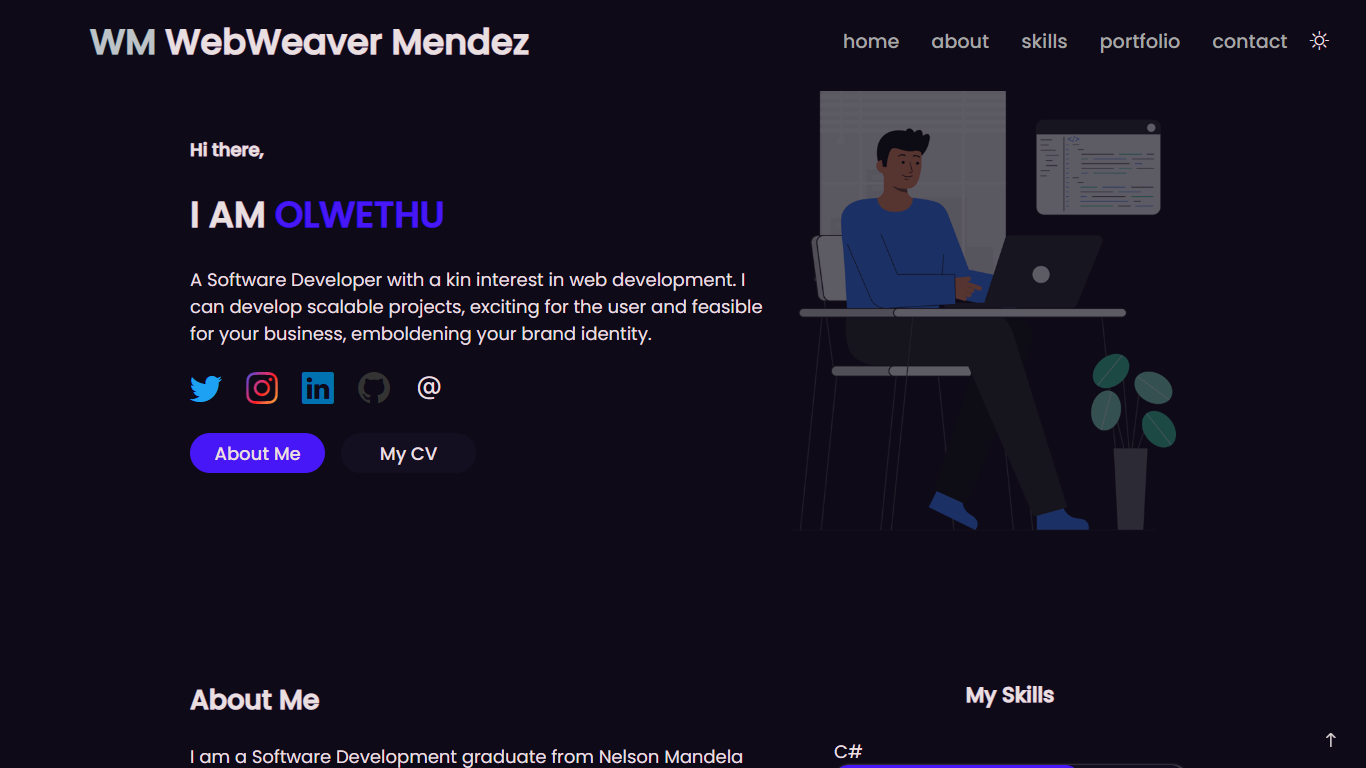 WM WebWeaver Mendez
home about skills portfolio contact
Hi there,
I AM OLWETHU
A Software Developer with a kin interest in web development. I
can develop scalable projects, exciting for the user and feasible
for your business, emboldening your brand identity.
in @
About Me My CV
About Me
My Skills
I am a Software Development graduate from Nelson Mandela
C#